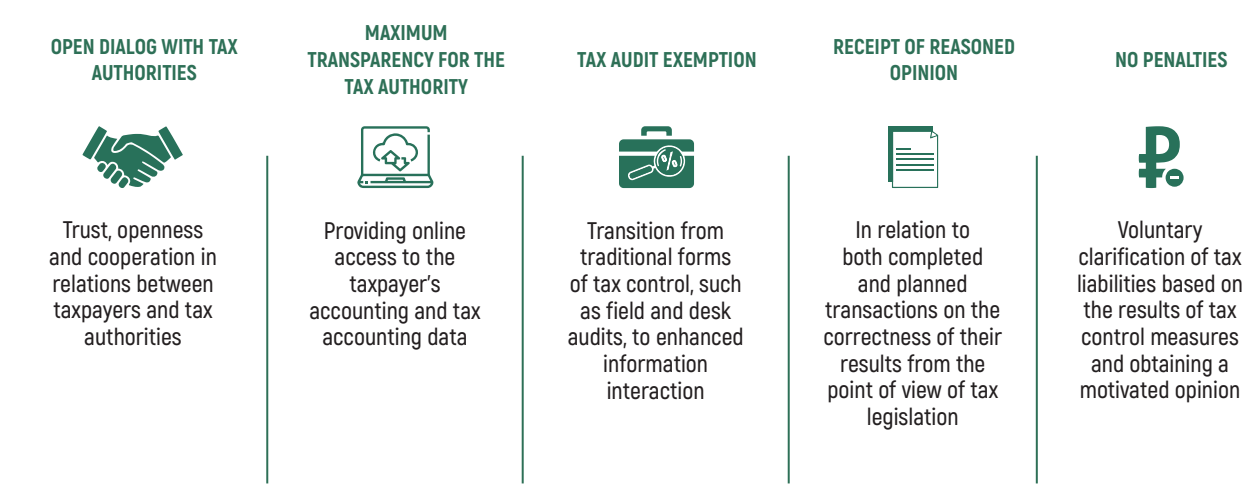 OPEN DIALOG WITH TAX
AUTHORITIES
Trust, openness
and cooperation in
relations between
taxpayers and tax
authorities
MAXIMUM
TRANSPARENCY FOR THE
TAX AUTHORITY
Providing online
access to the
taxpayer's
accounting and tax
accounting data
TAX AUDIT EXEMPTION
%
Transition from
traditional forms
of tax control, such
as field and desk
audits, to enhanced
information
interaction
RECEIPT OF REASONED
OPINION
In relation to
both completed
and planned
transactions on the
correctness of their
results from the
point of view of tax
legislation
NO PENALTIES
₽
Voluntary
clarification of tax
liabilities based on
the results of tax
control measures
and obtaining a
motivated opinion